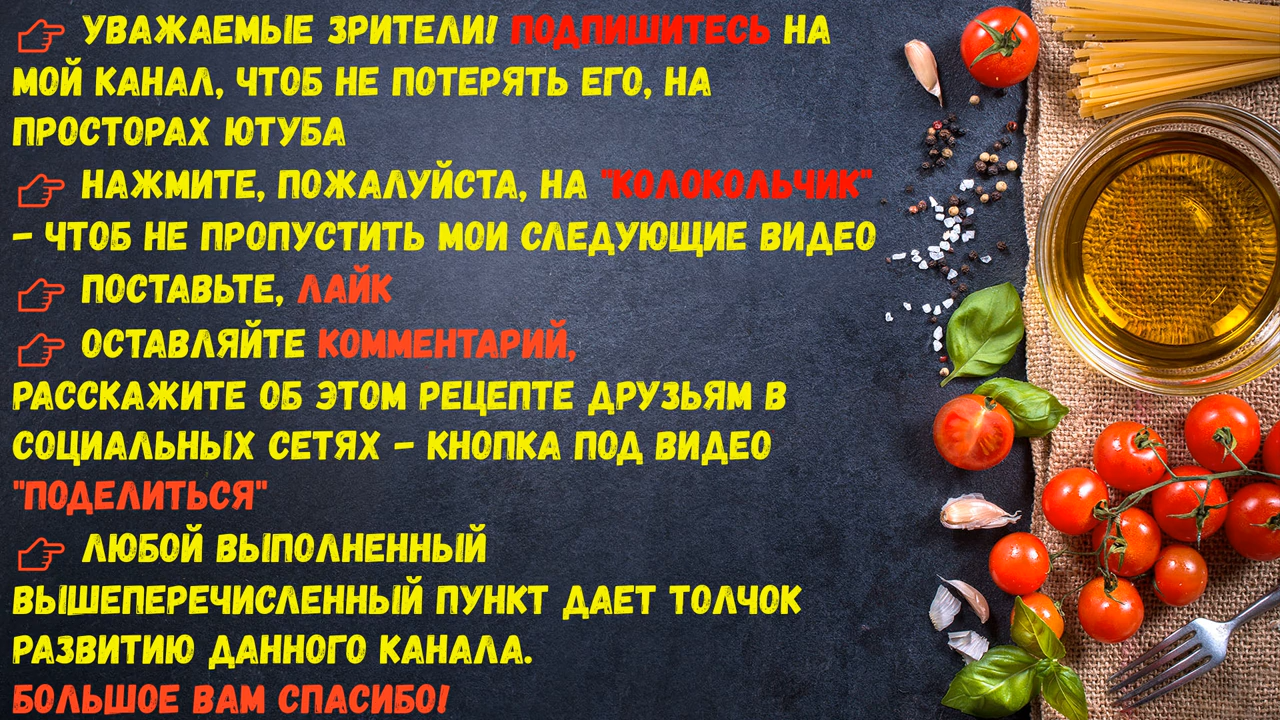 👉 УВАЖАЕМЫЕ ЗРИТЕЛИ! ПОДПИШИТЕСЬ НА
МОЙ КАНАЛ, ЧТОБ НЕ ПОТЕРЯТЬ ЕГО, НА
ПРОСТОРАХ ЮТУБА
👉 НАЖМИТЕ, ПОЖАЛУЙСТА, НА "КОЛОКОЛЬЧИК"
- ЧТОБ НЕ ПРОПУСТИТЬ МОИ СЛЕДУЮЩИЕ ВИДЕО
👉 ПОСТАВЬТЕ, ЛАЙК
👉 ОСТАВЛЯЙТЕ КОММЕНТАРИЙ,
РАССКАЖИТЕ ОБ ЭТОМ РЕЦЕПТЕ ДРУЗЬЯМ В
СОЦИАЛЬНЫХ СЕТЯХ - КНОПКА ПОД ВИДЕО
"ПОДЕЛИТЬСЯ"
👉 ЛЮБОЙ ВЫПОЛНЕННЫЙ
ВЫШЕПЕРЕЧИСЛЕННЫЙ ПУНКТ ДАЕТ ТОЛЧОК
РАЗВИТИЮ ДАННОГО КАНАЛА.
БОЛЬШОЕ ВАМ СПАСИБО!